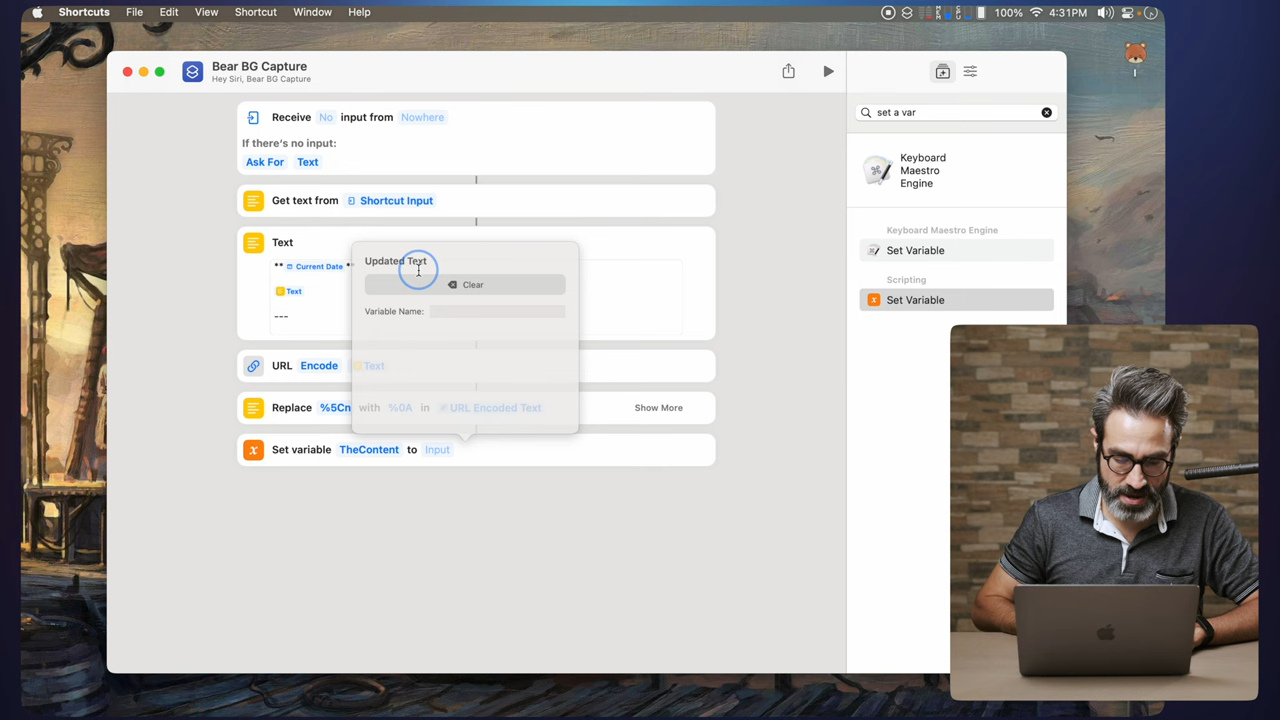 Shortcuts File Edit View Shortcut Window Help 100% 4:31PM
Bear BG Capture
Hey Siri, Bear BG Capture
Receive No input from Nowhere
If there's no input:
Ask For Text
Get text from Shortcut Input
Text
** Current Date **
Text
---
Updated Text
Clear
Variable Name:
URL Encode Text
Replace %5Cn with %0A in URL Encoded Text Show More
Set variable TheContent to Input
set a var
Keyboard
Maestro
Engine
Keyboard Maestro Engine
Set Variable
Scripting
Set Variable